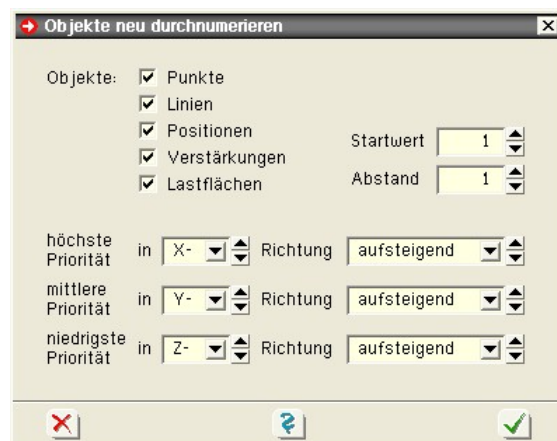 Objekte neu durchnumerieren
Objekte: Punkte
Linien
Positionen
Verstärkungen
Lastflächen
Startwert 1
Abstand 1
höchste Priorität in X- Richtung aufsteigend
mittlere Priorität in Y- Richtung aufsteigend
niedrigste Priorität in Z- Richtung aufsteigend